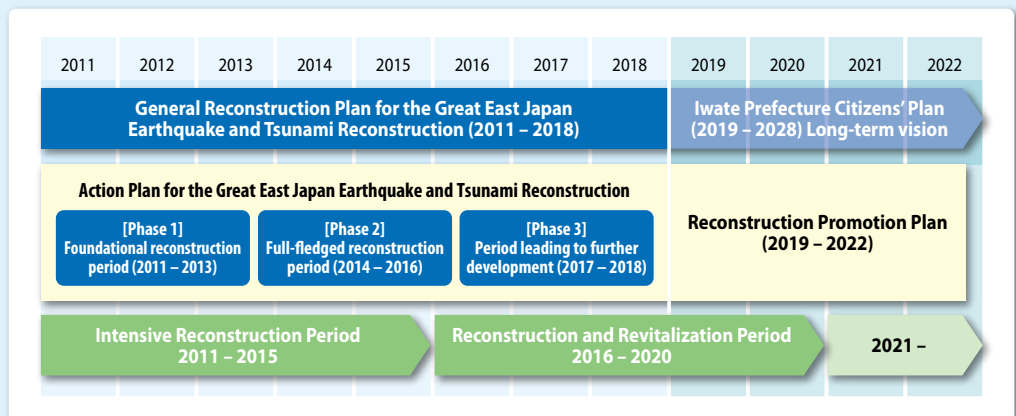 2011 2012 2013 2014 2015 2016 2017 2018 2019 2020 2021 2022
General Reconstruction Plan for the Great East Japan
Earthquake and Tsunami Reconstruction (2011 – 2018)
Iwate Prefecture Citizens' Plan
(2019 – 2028) Long-term vision
Action Plan for the Great East Japan Earthquake and Tsunami Reconstruction
[Phase 1]
Foundational reconstruction
period (2011 – 2013)
[Phase 2]
Full-fledged reconstruction
period (2014 – 2016)
[Phase 3]
Period leading to further
development (2017 – 2018)
Reconstruction Promotion Plan
(2019 – 2022)
Intensive Reconstruction Period
2011 – 2015
Reconstruction and Revitalization Period
2016 – 2020
2021 –